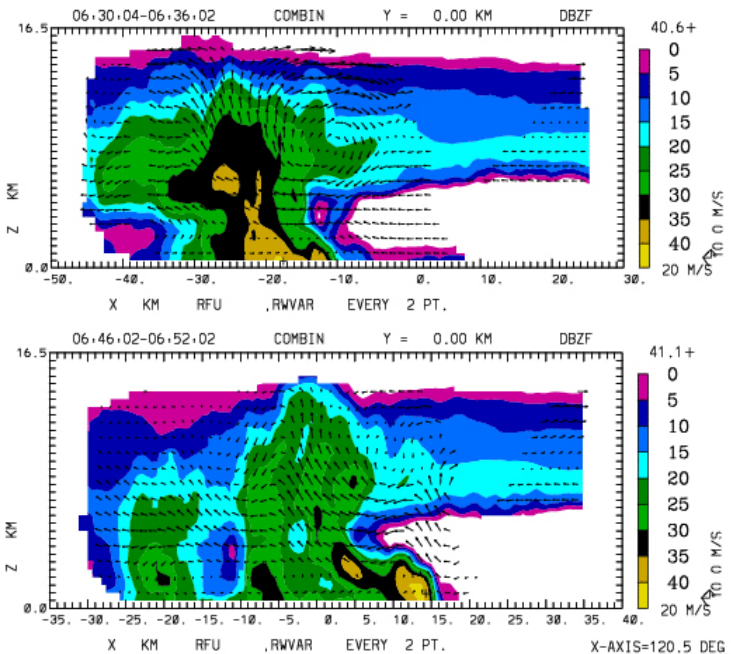 06:30:04-06:36:02 COMBIN Y = 0.00 KM DBZF
40.6+
16.5
0
5
10
15
20
25
30
35
40
Z KM
0.0
20 M/S
-50. -40. -30. -20. -10. 0. 10. 20. 30.
X KM RFU ,RWVAR EVERY 2 PT.
06:46:02-06:52:02 COMBIN Y = 0.00 KM DBZF
41.1+
16.5
0
5
10
15
20
25
30
35
40
Z KM
0.0
20 M/S
-35. -30. -25. -20. -15. -10. -5. 0. 5. 10. 15. 20. 25. 30. 35. 40.
X KM RFU ,RWVAR EVERY 2 PT.
X-AXIS=120.5 DEG